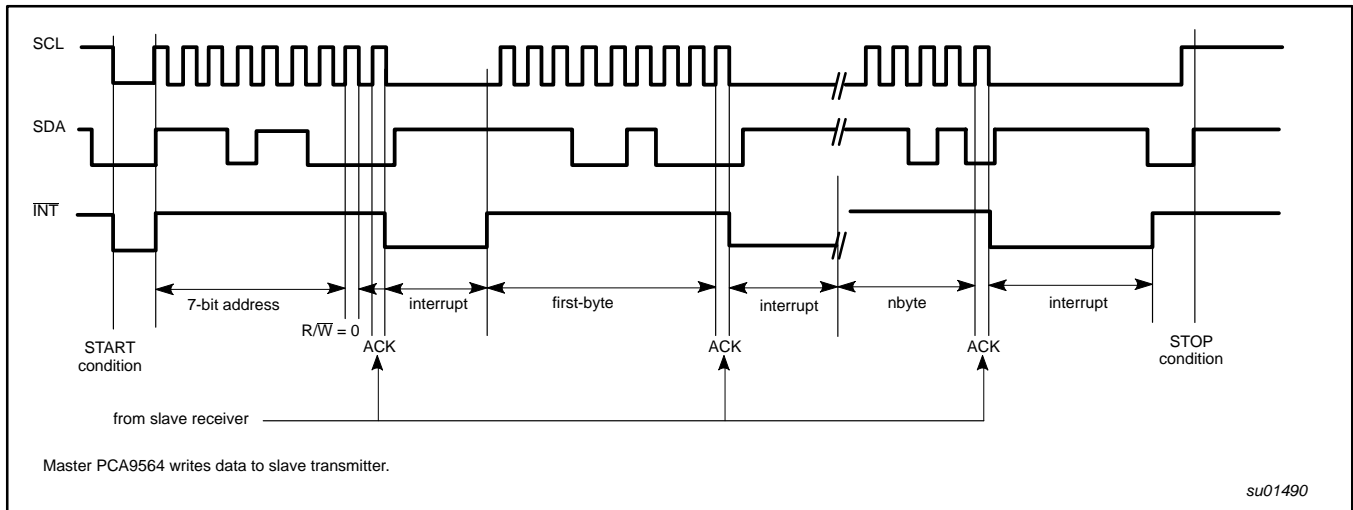 SCL
SDA
INT
7-bit address
interrupt
first-byte
interrupt
nbyte
interrupt
R/W = 0
START
condition
ACK
ACK
ACK
STOP
condition
from slave receiver
Master PCA9564 writes data to slave transmitter.
su01490